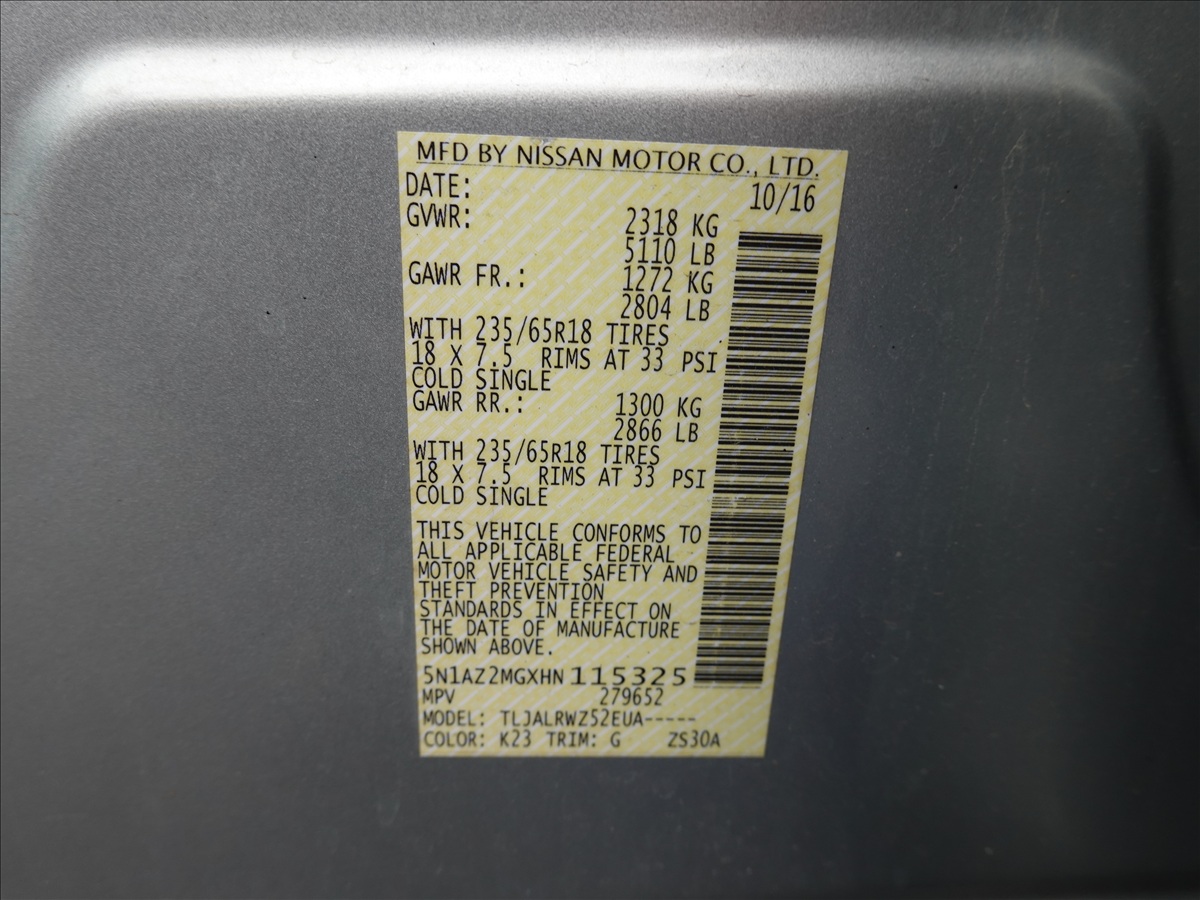 MFD BY NISSAN MOTOR CO., LTD.
DATE: 10/16
GVWR: 2318 KG
5110 LB
GAWR FR.: 1272 KG
2804 LB
WITH 235/65R18 TIRES
18 X 7.5 RIMS AT 33 PSI
COLD SINGLE
GAWR RR.: 1300 KG
2866 LB
WITH 235/65R18 TIRES
18 X 7.5 RIMS AT 33 PSI
COLD SINGLE
THIS VEHICLE CONFORMS TO
ALL APPLICABLE FEDERAL
MOTOR VEHICLE SAFETY AND
THEFT PREVENTION
STANDARDS IN EFFECT ON
THE DATE OF MANUFACTURE
SHOWN ABOVE.
5N1AZ2MGXHN115325
MPV 279652
MODEL: TLJALRWZ52EUA-----
COLOR: K23 TRIM: G ZS30A